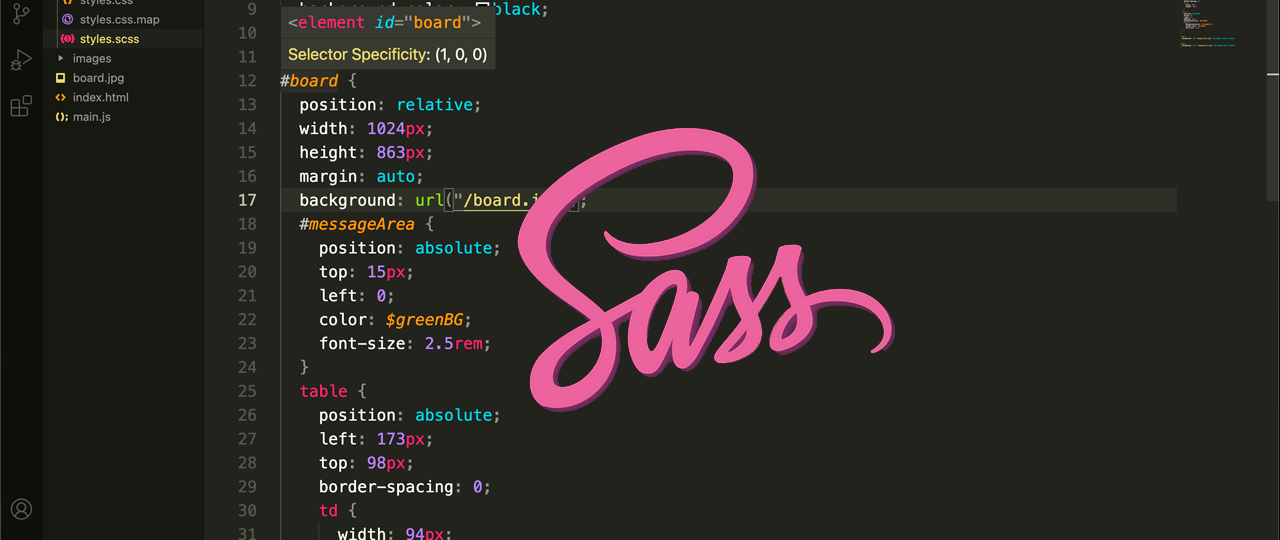 styles.css
styles.css.map
styles.scss
images
board.jpg
index.html
main.js
9 background-color: black;
<element id="board">
10
Selector Specificity: (1, 0, 0)
11
12 #board {
13 position: relative;
14 width: 1024px;
15 height: 863px;
16 margin: auto;
17 background: url("/board. ;
18 #messageArea {
19 position: absolute;
20 top: 15px;
21 left: 0;
22 color: $greenBG;
23 font-size: 2.5rem;
24 }
25 table {
26 position: absolute;
27 left: 173px;
28 top: 98px;
29 border-spacing: 0;
30 td {
31 width: 94px;
Sass